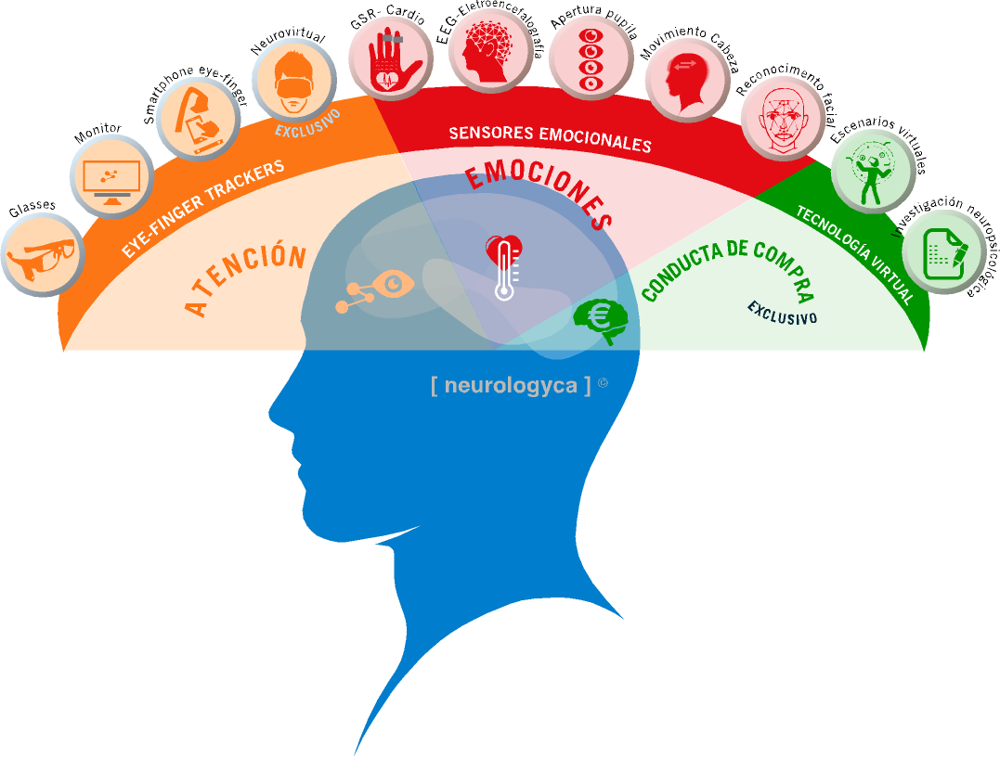 Glasses
Monitor
Smartphone eye-finger
Neurovirtual
GSR- Cardio
EEG-Eletroencefalografía
Apertura pupila
Movimiento Cabeza
Reconocimento facial
Escenarios virtuales
Investigación neuropsicológica
EYE-FINGER TRACKERS
EXCLUSIVO
SENSORES EMOCIONALES
TECNOLOGÍA VIRTUAL
ATENCIÓN
EMOCIONES
CONDUCTA DE COMPRA
EXCLUSIVO
€
[ neurologyca ] ©